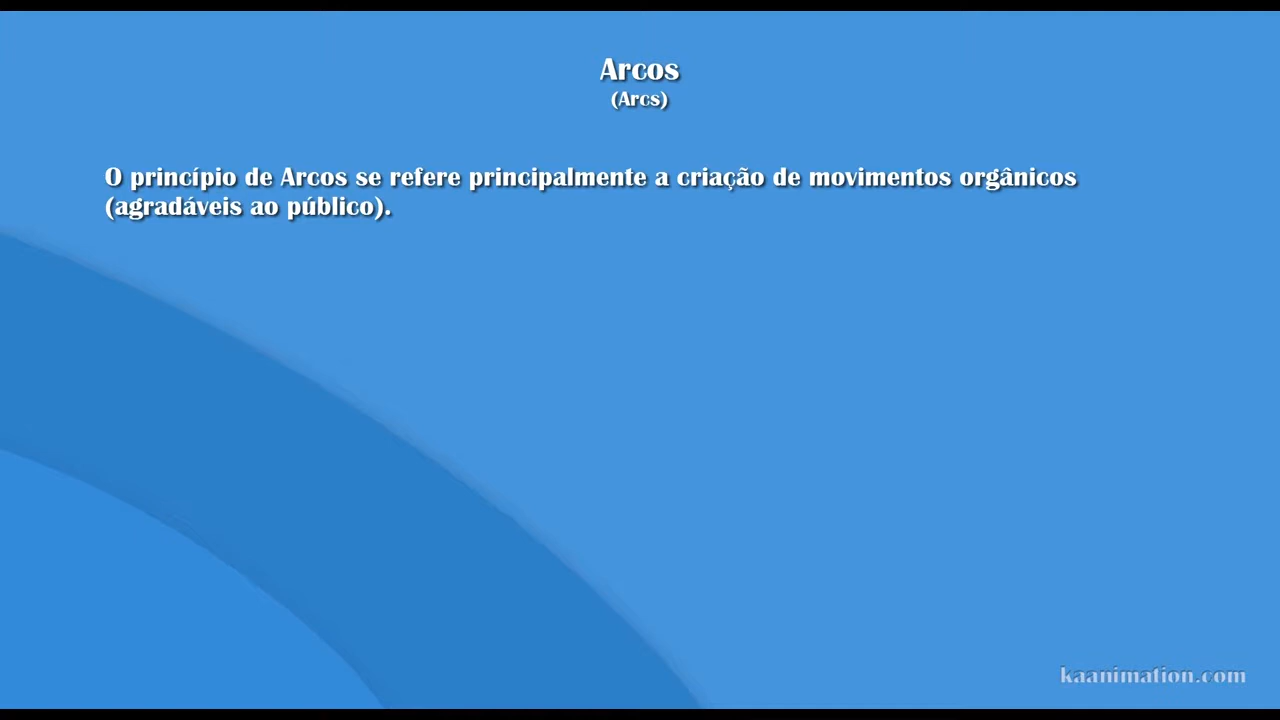 Arcos
(Arcs)
O princípio de Arcos se refere principalmente a criação de movimentos orgânicos
(agradáveis ao público).
kaanimation.com